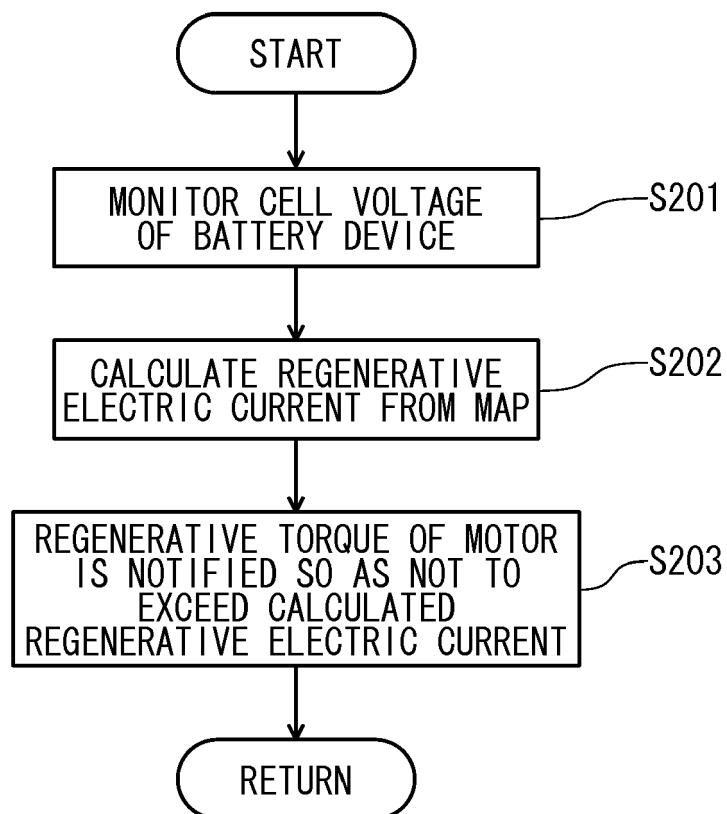 START
MONITOR CELL VOLTAGE
OF BATTERY DEVICE
S201
CALCULATE REGENERATIVE
ELECTRIC CURRENT FROM MAP
S202
REGENERATIVE TORQUE OF MOTOR
IS NOTIFIED SO AS NOT TO
EXCEED CALCULATED
REGENERATIVE ELECTRIC CURRENT
S203
RETURN